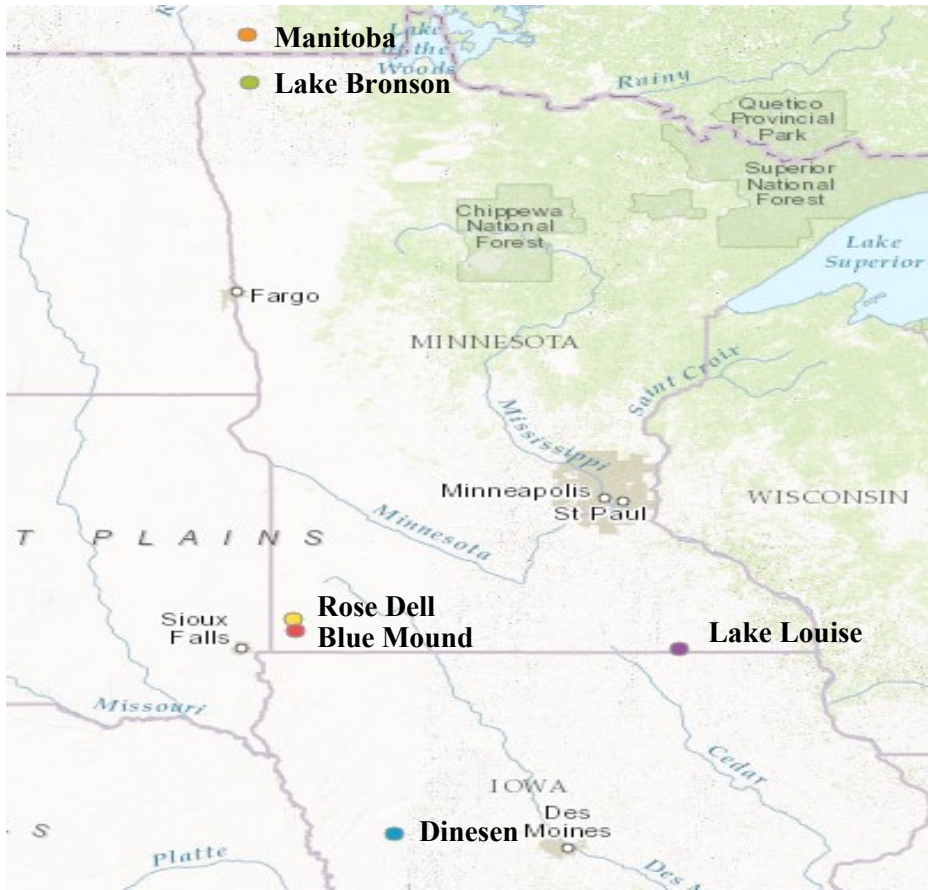 R
Manitoba
Lake
of the
Woods
Lake Bronson
Rainy
Quetico
Provincial
Park
Superior
National
Forest
Chippewa
National
Forest
Lake
Superior
Fargo
MINNESOTA
Saint Croix
Mississippi
Minneapolis
St Paul
WISCONSIN
Minnesota
T PLAINS
Rose Dell
Sioux
Falls
Blue Mound
Lake Louise
Missouri
Cedar
IOWA
Des
Moines
Dinesen
S
Platte
Des